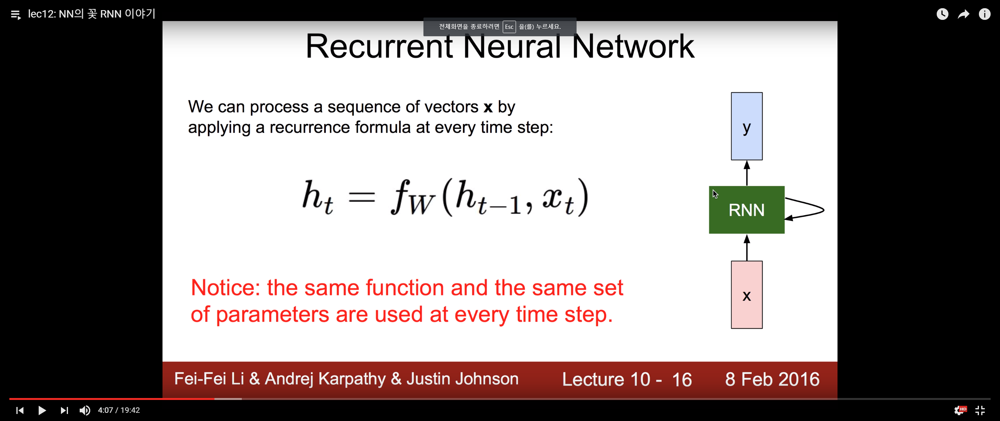 lec12: NN의 꽃 RNN 이야기
전체화면을 종료하려면 Esc 을(를) 누르세요.
Recurrent Neural Network
We can process a sequence of vectors x by
applying a recurrence formula at every time step:
h_t = f_W(h_{t-1}, x_t)
y
RNN
x
Notice: the same function and the same set
of parameters are used at every time step.
Fei-Fei Li & Andrej Karpathy & Justin Johnson Lecture 10 - 16 8 Feb 2016
4:07 / 19:42
HD